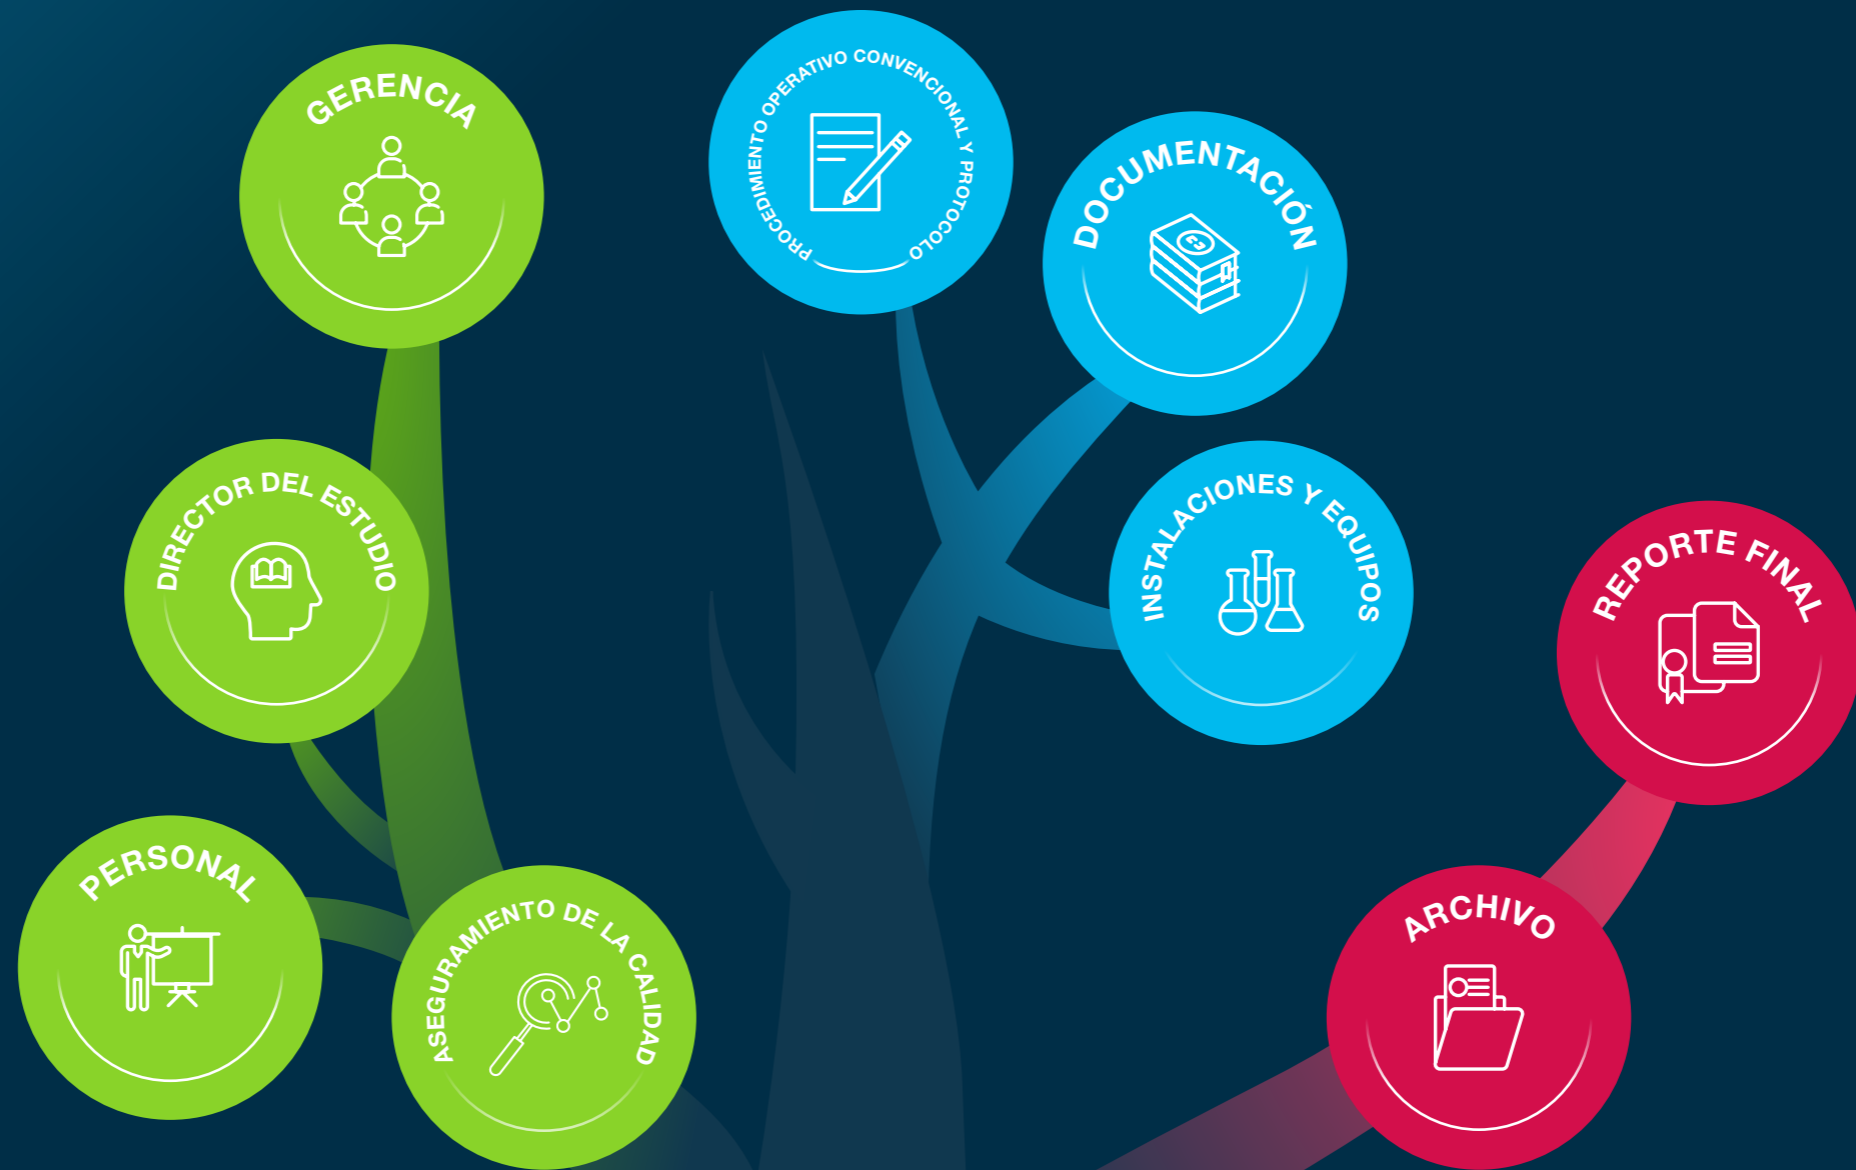 GERENCIA
PROCEDIMIENTO OPERATIVO CONVENCIONAL Y PROTOCOLO
DOCUMENTACIÓN
DIRECTOR DEL ESTUDIO
INSTALACIONES Y EQUIPOS
REPORTE FINAL
PERSONAL
ASEGURAMIENTO DE LA CALIDAD
ARCHIVO